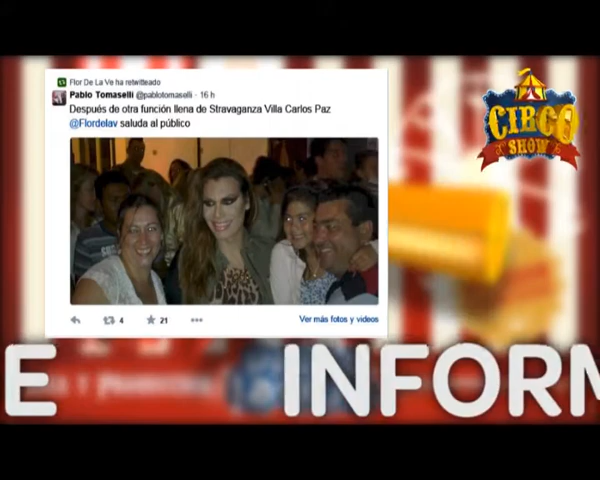 Flor De La Ve ha retwitteado
Pablo Tomaselli @pablotomaselli · 16 h
Después de otra función llena de Stravaganza Villa Carlos Paz
@Flordelav saluda al público
4 21 •••
Ver más fotos y videos
CIRCO
SHOW
E INFORM